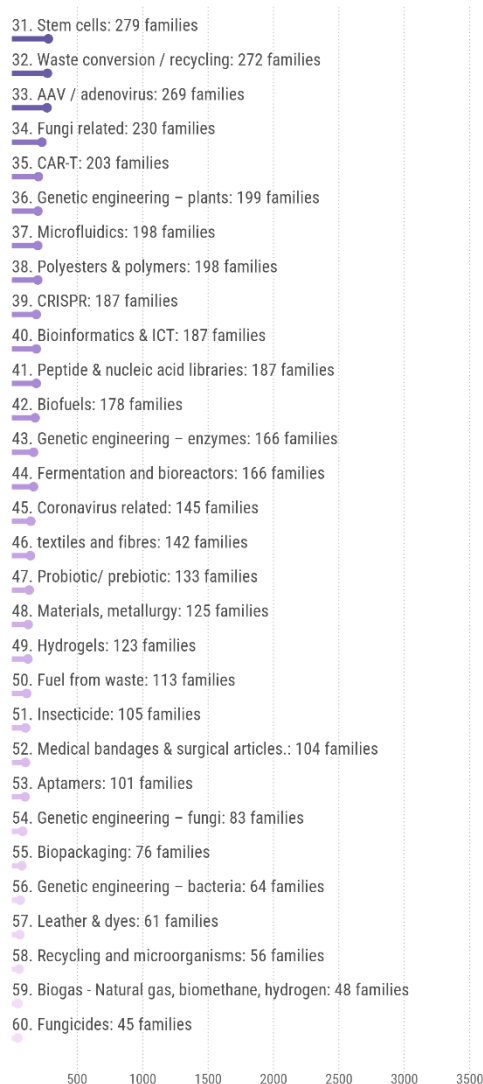 31. Stem cells: 279 families
32. Waste conversion / recycling: 272 families
33. AAV / adenovirus: 269 families
34. Fungi related: 230 families
35. CAR-T: 203 families
36. Genetic engineering – plants: 199 families
37. Microfluidics: 198 families
38. Polyesters & polymers: 198 families
39. CRISPR: 187 families
40. Bioinformatics & ICT: 187 families
41. Peptide & nucleic acid libraries: 187 families
42. Biofuels: 178 families
43. Genetic engineering – enzymes: 166 families
44. Fermentation and bioreactors: 166 families
45. Coronavirus related: 145 families
46. textiles and fibres: 142 families
47. Probiotic/ prebiotic: 133 families
48. Materials, metallurgy: 125 families
49. Hydrogels: 123 families
50. Fuel from waste: 113 families
51. Insecticide: 105 families
52. Medical bandages & surgical articles.: 104 families
53. Aptamers: 101 families
54. Genetic engineering – fungi: 83 families
55. Biopackaging: 76 families
56. Genetic engineering – bacteria: 64 families
57. Leather & dyes: 61 families
58. Recycling and microorganisms: 56 families
59. Biogas - Natural gas, biomethane, hydrogen: 48 families
60. Fungicides: 45 families
500 1000 1500 2000 2500 3000 3500